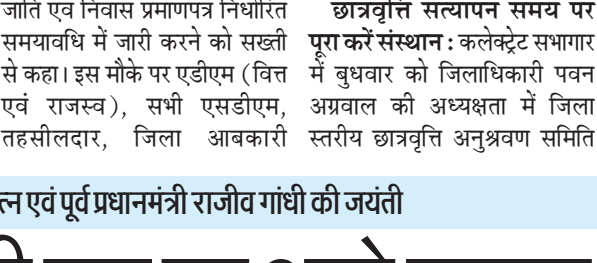 जाति एवं निवास प्रमाणपत्र निर्धारित
समयावधि में जारी करने को सख्ती
से कहा। इस मौके पर एडीएम (वित्त
एवं राजस्व), सभी एसडीएम,
तहसीलदार, जिला आबकारी
छात्रवृत्ति सत्यापन समय पर
पूरा करें संस्थान : कलेक्ट्रेट सभागार
में बुधवार को जिलाधिकारी पवन
अग्रवाल की अध्यक्षता में जिला
स्तरीय छात्रवृत्ति अनुश्रवण समिति
एवं पूर्व प्रधानमंत्री राजीव गांधी की जयंती